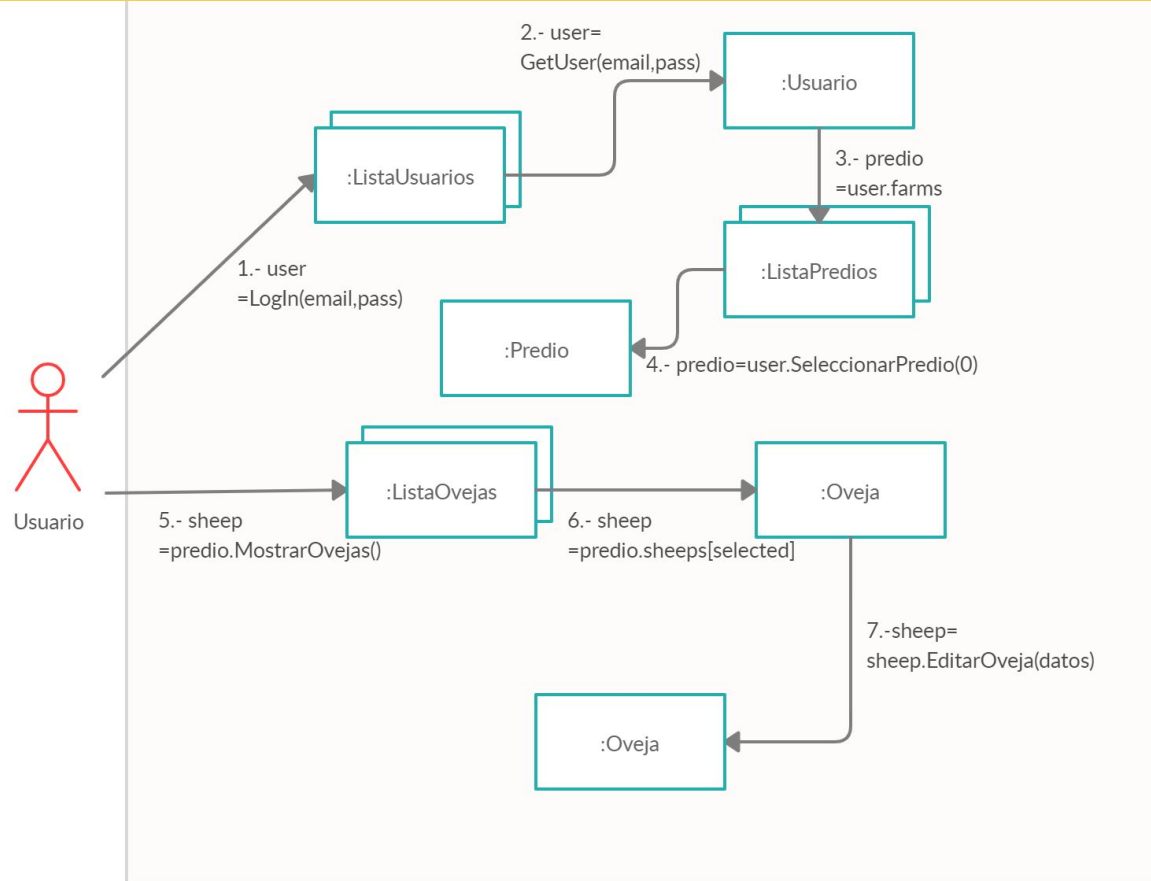 2.- user=
GetUser(email,pass)
:Usuario
:ListaUsuarios
3.- predio
=user.farms
1.- user
=LogIn(email,pass)
:ListaPredios
:Predio
4.- predio=user.SeleccionarPredio(0)
Usuario
:ListaOvejas
:Oveja
5.- sheep
=predio.MostrarOvejas()
6.- sheep
=predio.sheeps[selected]
7.-sheep=
sheep.EditarOveja(datos)
:Oveja